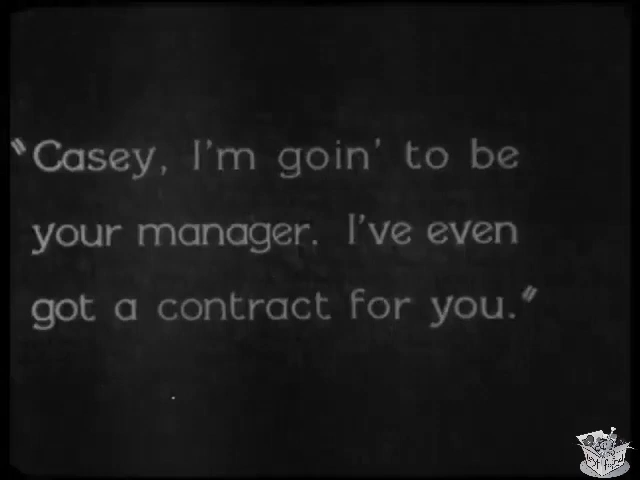 "Casey, I'm goin' to be
your manager. I've even
got a contract for you."